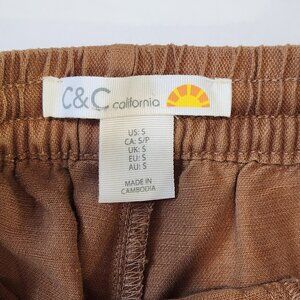 C&C california
US: S
CA: S/P
UK: S
EU: S
AU: S
MADE IN
CAMBODIA